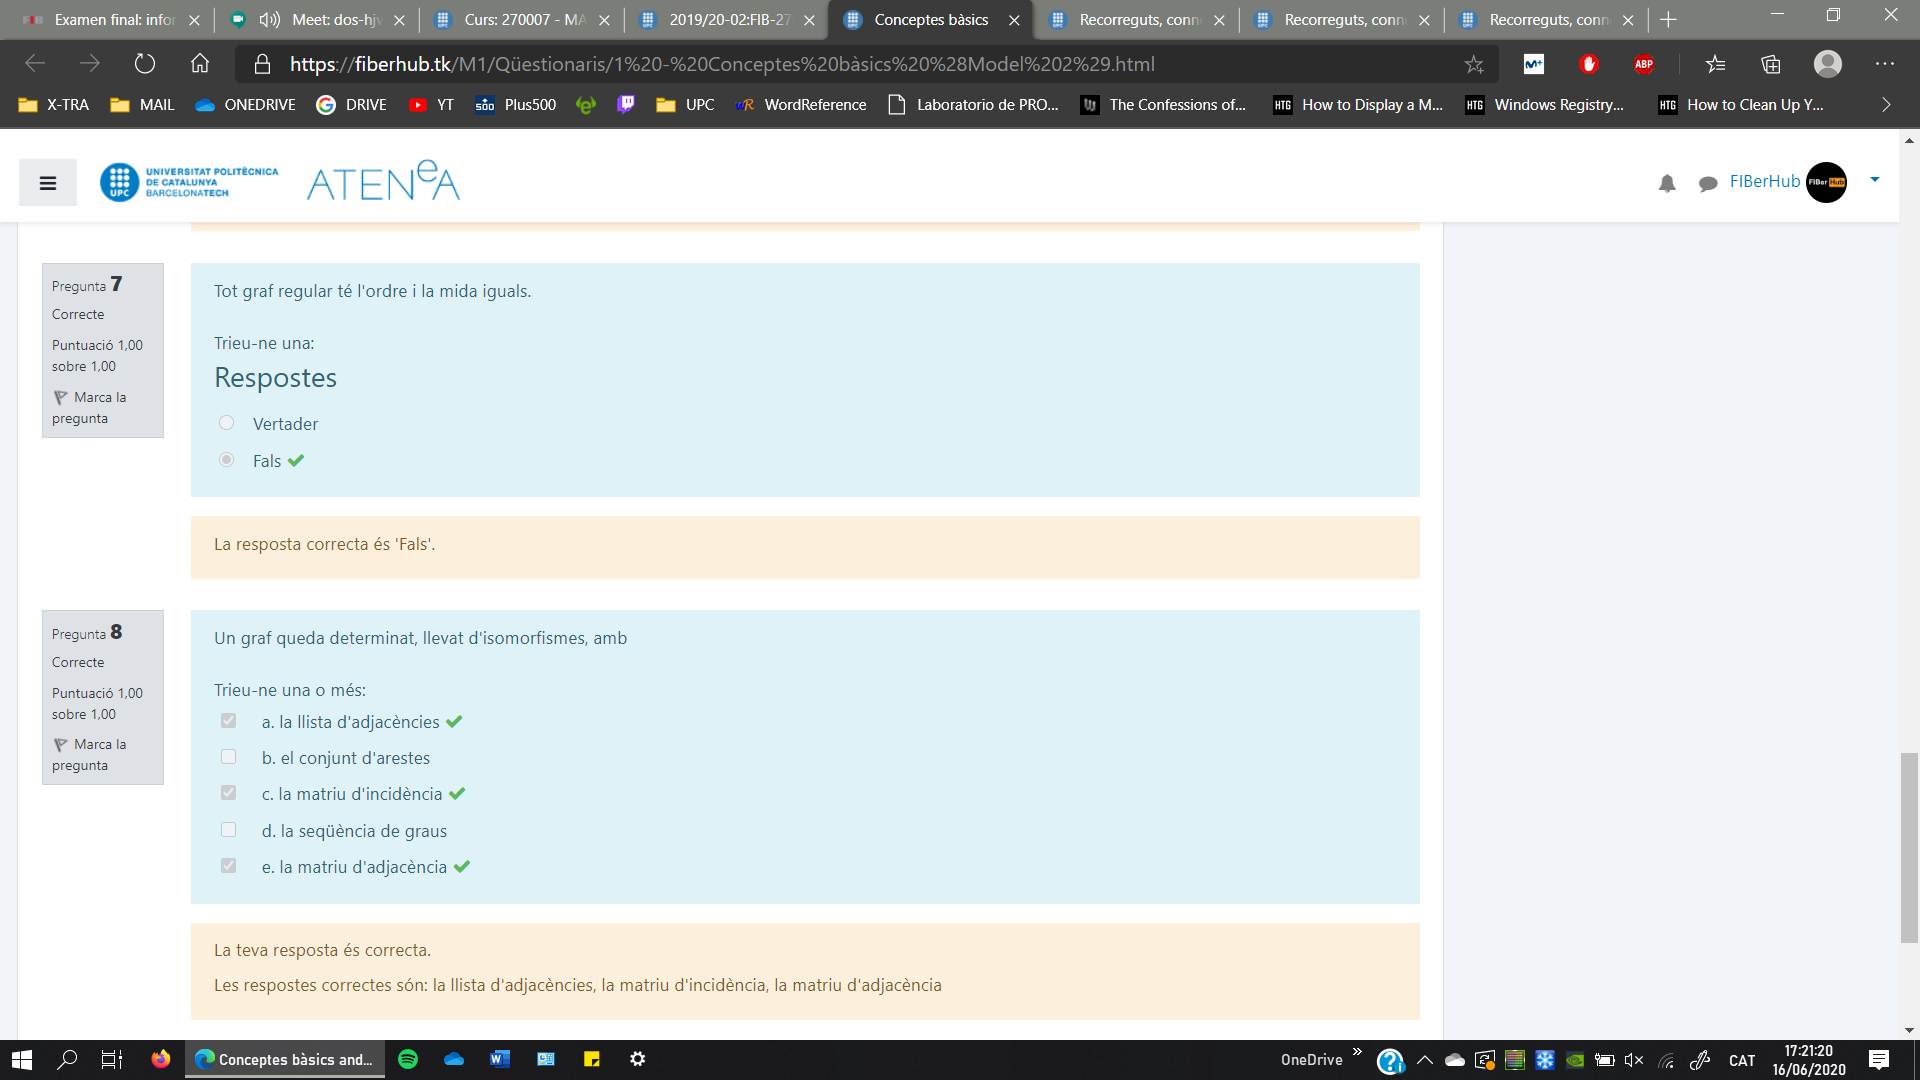 Examen final: infor
Meet: dos-hjv
Curs: 270007 - MA
2019/20-02:FIB-27
Conceptes bàsics
Recorreguts, conn
Recorreguts, conn
Recorreguts, conn
https://fiberhub.tk/M1/Qüestionaris/1%20-%20Conceptes%20bàsics%20%28Model%202%29.html
ABP
X-TRA
MAIL
ONEDRIVE
DRIVE
YT
Plus500
UPC
WordReference
Laboratorio de PRO...
The Confessions of...
HTG How to Display a M...
HTG Windows Registry...
HTG How to Clean Up Y...
UPC
UNIVERSITAT POLITÈCNICA
DE CATALUNYA
BARCELONATECH
ATENeA
FIBerHub
FIBer Hub
Pregunta 7
Correcte
Puntuació 1,00
sobre 1,00
Marca la
pregunta
Tot graf regular té l'ordre i la mida iguals.
Trieu-ne una:
Respostes
Vertader
Fals
La resposta correcta és 'Fals'.
Pregunta 8
Correcte
Puntuació 1,00
sobre 1,00
Marca la
pregunta
Un graf queda determinat, llevat d'isomorfismes, amb
Trieu-ne una o més:
a. la llista d'adjacències
b. el conjunt d'arestes
c. la matriu d'incidència
d. la seqüència de graus
e. la matriu d'adjacència
La teva resposta és correcta.
Les respostes correctes són: la llista d'adjacències, la matriu d'incidència, la matriu d'adjacència
Conceptes bàsics and...
OneDrive
CAT
17:21:20
16/06/2020